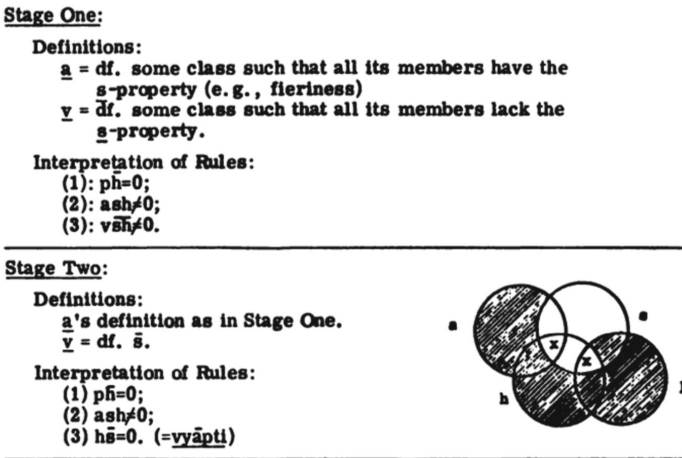 Stage One:
Definitions:
a = df. some class such that all its members have the
s-property (e.g., fieriness)
v = df. some class such that all its members lack the
s-property.
Interpretation of Rules:
(1): ph̄=0;
(2): ash≠0;
(3): vs̄h̄≠0.
Stage Two:
Definitions:
a's definition as in Stage One.
v = df. s̄.
Interpretation of Rules:
(1) ph̄=0;
(2) ash≠0;
(3) hs̄=0. (=vyāpti)
a
s
x
x
h